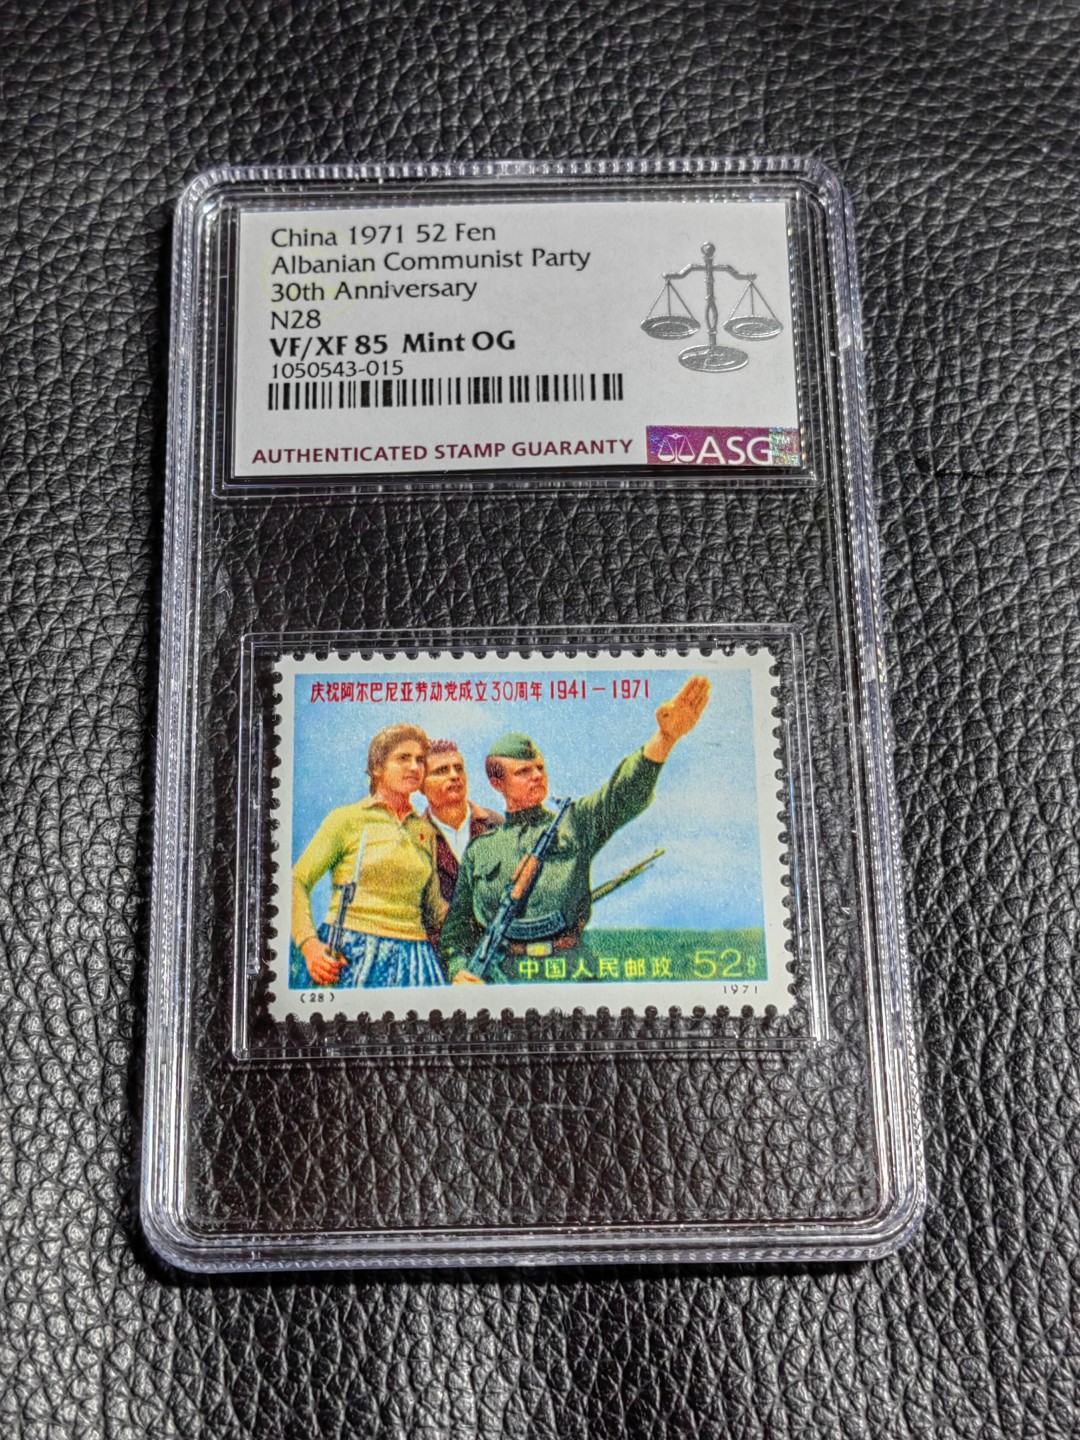 China 1971 52 Fen
Albanian Communist Party
30th Anniversary
N28
VF/XF 85 Mint OG
1050543-015
AUTHENTICATED STAMP GUARANTY
ASG™
庆祝阿尔巴尼亚劳动党成立30周年 1941－1971
中国人民邮政 52分
(28)
1971